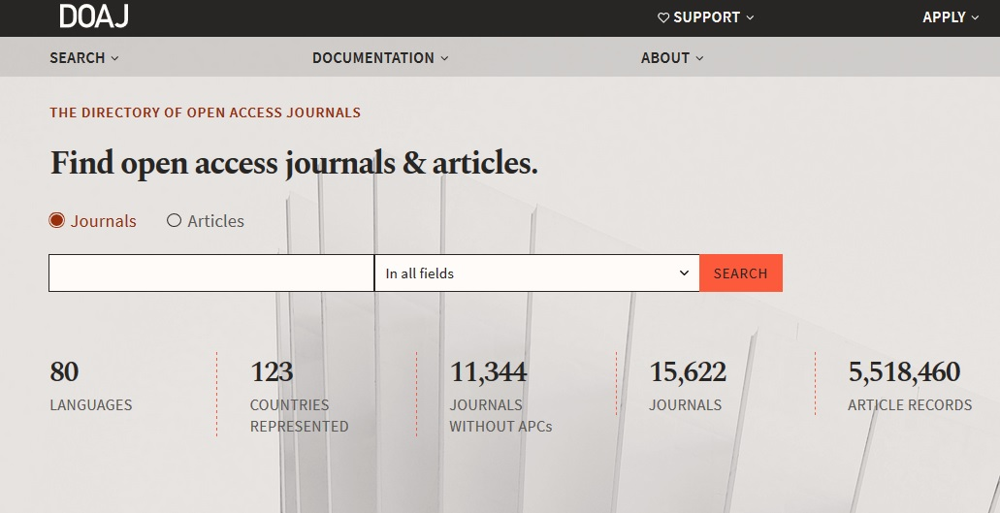 DOAJ
SUPPORT
APPLY
SEARCH
DOCUMENTATION
ABOUT
THE DIRECTORY OF OPEN ACCESS JOURNALS
Find open access journals & articles.
Journals
Articles
In all fields
SEARCH
80
LANGUAGES
123
COUNTRIES
REPRESENTED
11,344
JOURNALS
WITHOUT APCs
15,622
JOURNALS
5,518,460
ARTICLE RECORDS